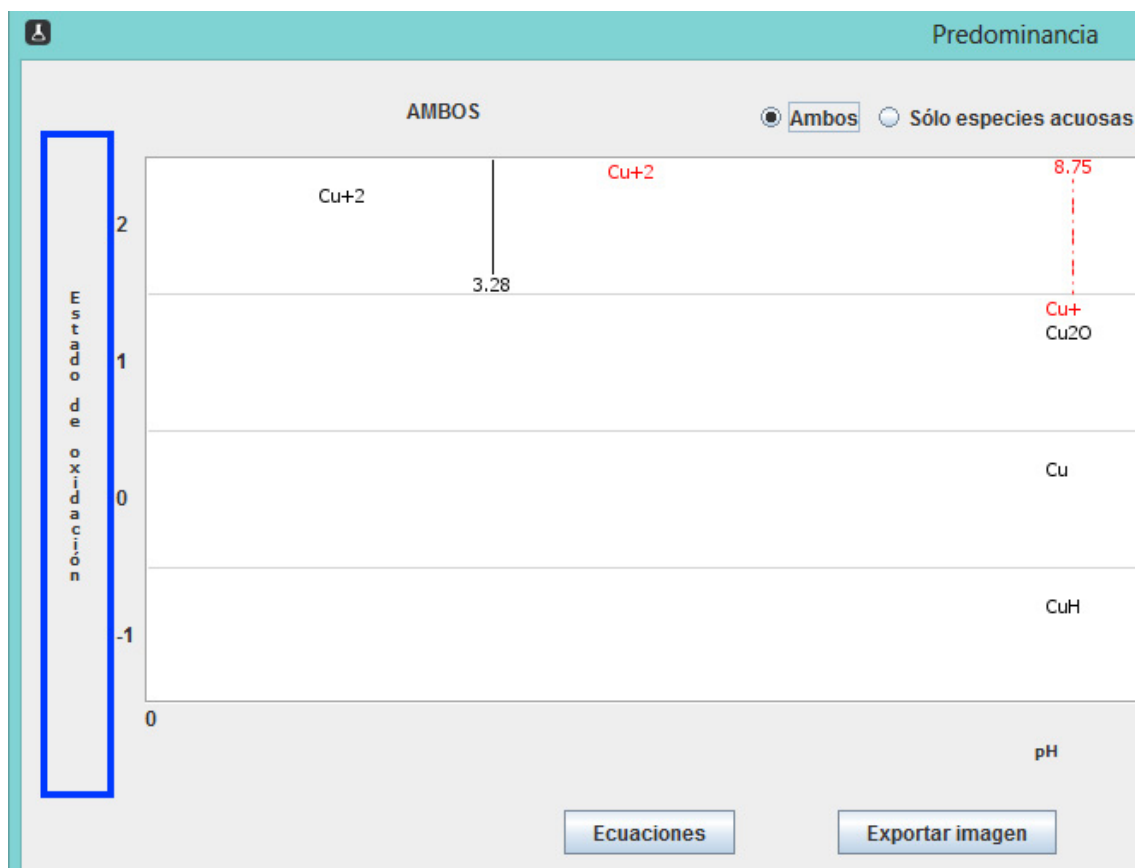 Predominancia
AMBOS
Ambos
Sólo especies acuosas
Cu+2
Cu+2
8.75
2
3.28
Cu+
Cu2O
1
Estado de oxidación
Cu
0
CuH
-1
0
pH
Ecuaciones
Exportar imagen